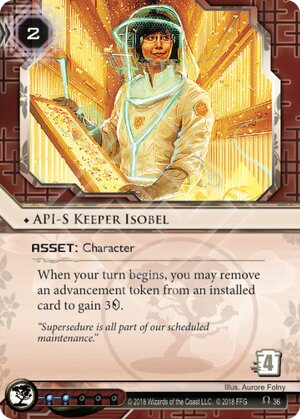 2
◆ API-S Keeper Isobel
ASSET: Character
When your turn begins, you may remove
an advancement token from an installed
card to gain 3.
"Supersedure is all part of our scheduled
maintenance."
4
Illus. Aurore Folny
© 2018 Wizards of the Coast LLC. © 2018 FFG
36